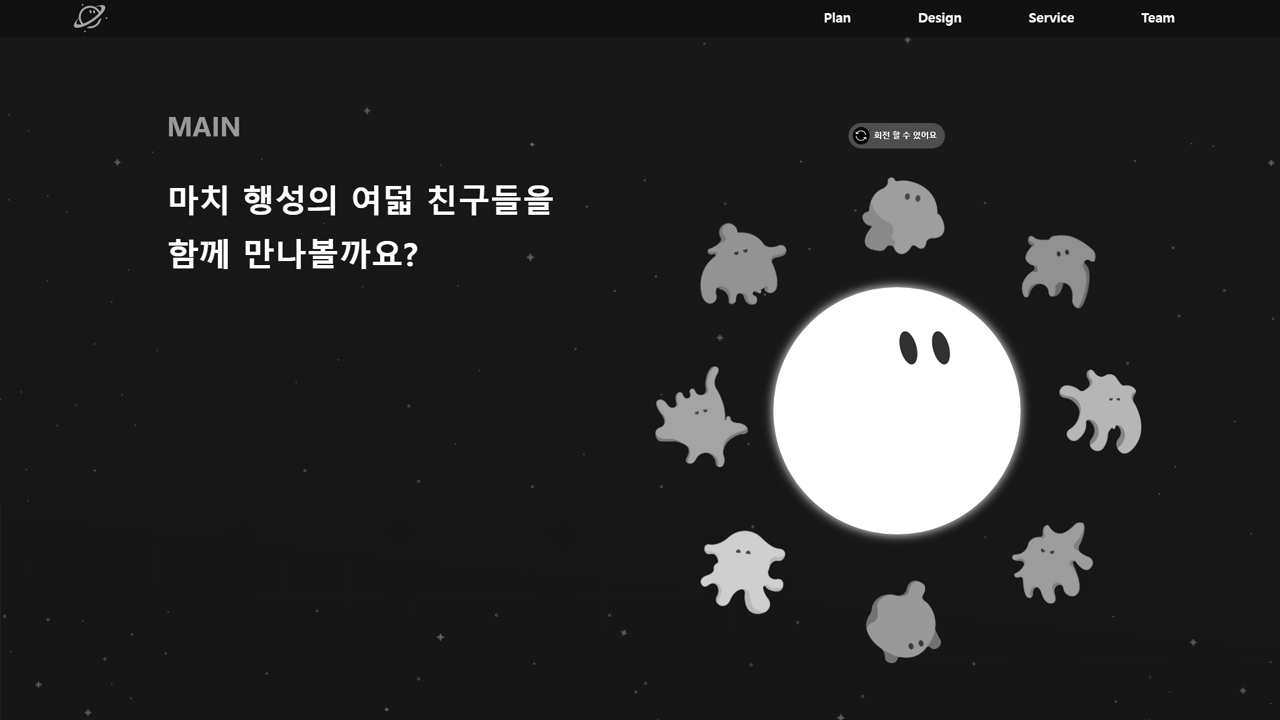 Plan
Design
Service
Team
MAIN
회전 할 수 있어요
마치 행성의 여덟 친구들을
함께 만나볼까요?